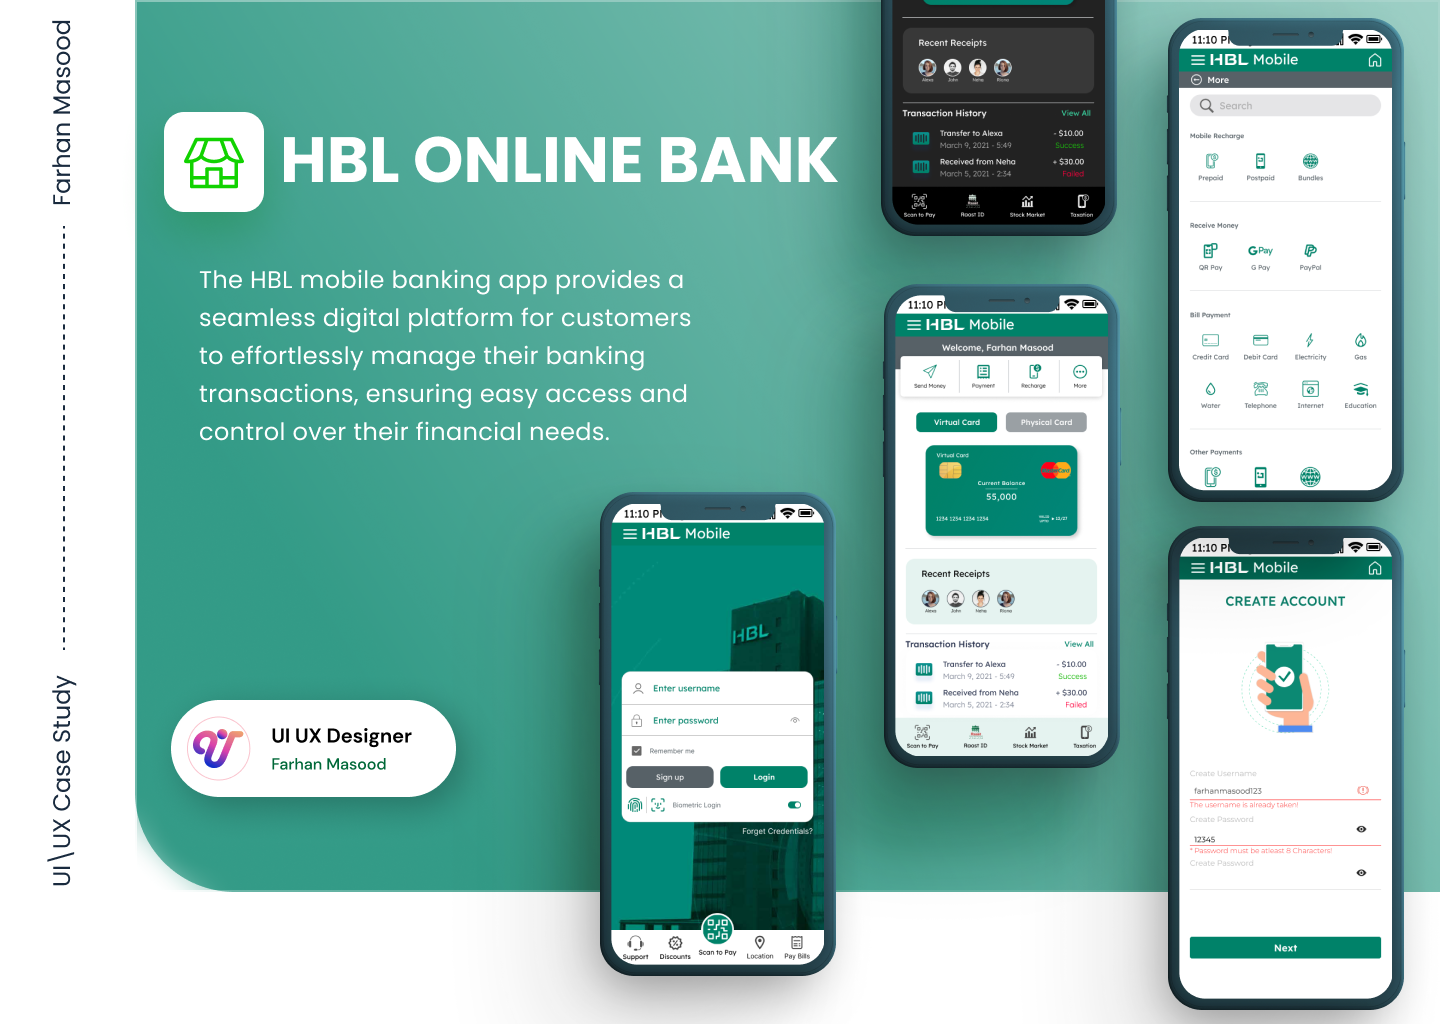 Farhan Masood
UI\UX Case Study
HBL ONLINE BANK
The HBL mobile banking app provides a
seamless digital platform for customers
to effortlessly manage their banking
transactions, ensuring easy access and
control over their financial needs.
UI UX Designer
Farhan Masood
11:10
HBL Mobile
HBL
Enter username
Enter password
Remember me
Sign up
Login
Biometric Login
Forget Credentials?
Support
Discounts
Scan to Pay
Location
Pay Bills
Recent Receipts
Alexa
John
Neha
Riona
Transaction History
View All
Transfer to Alexa
- $10.00
March 9, 2021 - 5:49
Success
Received from Neha
+ $30.00
March 5, 2021 - 2:34
Failed
Scan to Pay
Raast ID
Stock Market
Taxation
11:10
HBL Mobile
Welcome, Farhan Masood
Send Money
Payment
Recharge
More
Virtual Card
Physical Card
Virtual Card
Current Balance
55,000
1234 1234 1234 1234
Recent Receipts
Alexa
John
Neha
Riona
Transaction History
View All
Transfer to Alexa
- $10.00
March 9, 2021 - 5:49
Success
Received from Neha
+ $30.00
March 5, 2021 - 2:34
Failed
Scan to Pay
Raast ID
Stock Market
Taxation
11:10
HBL Mobile
More
Search
Mobile Recharge
Prepaid
Postpaid
Bundles
Receive Money
G Pay
QR Pay
G Pay
PayPal
Bill Payment
Credit Card
Debit Card
Electricity
Gas
Water
Telephone
Internet
Education
Other Payments
11:10
HBL Mobile
CREATE ACCOUNT
Create Username
farhanmasood123
The username is already taken!
Create Password
12345
* Password must be atleast 8 Characters!
Create Password
Next